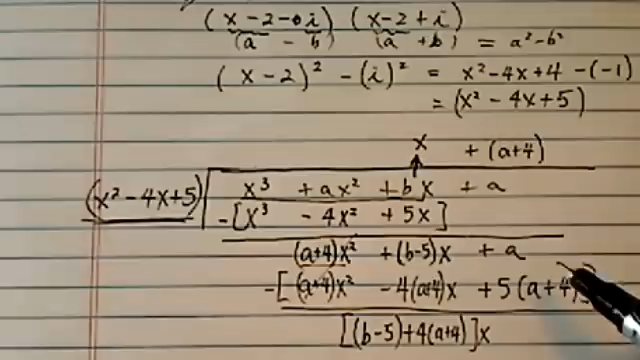 (x-2-i) (x-2+i)
(a - b) (a + b) = a²-b²
(x-2)² -(i)² = x²-4x+4-(-1)
= (x² - 4x+5)
x + (a+4)
(x²-4x+5) x³ + ax² + bx + a
-[x³ - 4x² + 5x]
(a+4)x² +(b-5)x + a
-[(a+4)x² - 4(a+4)x + 5(a+4)
[(b-5)+4(a+4)]x